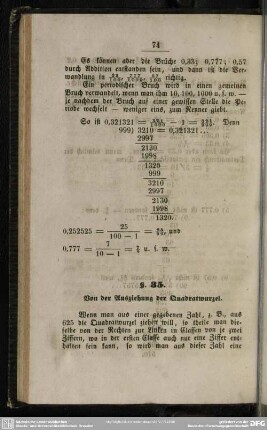 74
Es können aber die Brüche 0,33; 0,777; 0,57
durch Addition entstanden sein, und dann ist die Ver-
wandlung in richtig.
Ein periodischer Bruch wird in einen gemeinen
Bruch verwandelt, wenn man ihm 10, 100, 1000 u. s. w. —
je nachdem der Bruch auf einer gewissen Stelle die Pe-
riode wechselt — weniger eins, zum Nenner giebt.
So ist 0,321321 = — 1 = Denn
999) 3210 = 0,321321 ...
2997
2130
1998
1320
999
3210
2997
2130
1998
1320.
0,252525 = 25 / 100 — 1 = und
0,777 = 7 / 10 — 1 = u. s. w.
§. 35.
Von der Ausziehung der Quadratwurzel.
Wenn man aus einer gegebenen Zahl, z. B., aus
625 die Quadratwurzel ziehen will, so theile man die-
selbe von der Rechten zur Linken in Classen von je zwei
Ziffern, wo in der ersten Classe auch nur eine Ziffer ent-
halten sein kann, so wird man aus dieser Zahl eine